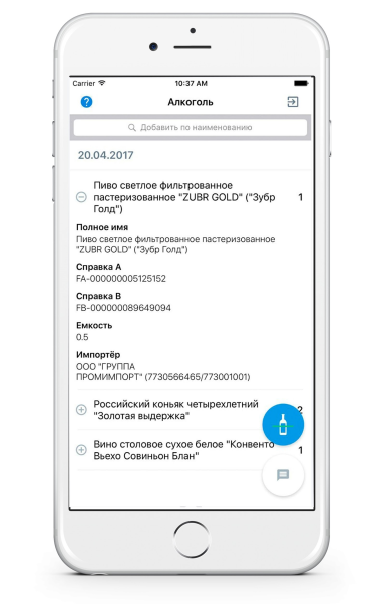 Carrier 10:37 AM
?
Алкоголь
Добавить по наименованию
20.04.2017
Пиво светлое фильтрованное
пастеризованное "ZUBR GOLD" ("Зубр 1
Голд")
Полное имя
Пиво светлое фильтрованное пастеризованное
"ZUBR GOLD" ("Зубр Голд")
Справка А
FA-000000005125152
Справка B
FB-000000089649094
Емкость
0.5
Импортёр
ООО "ГРУППА
ПРОМИМПОРТ" (7730566465/773001001)
Российский коньяк четырехлетний 2
"Золотая выдержка"
Вино столовое сухое белое "Конвенто 1
Вьехо Совиньон Блан"